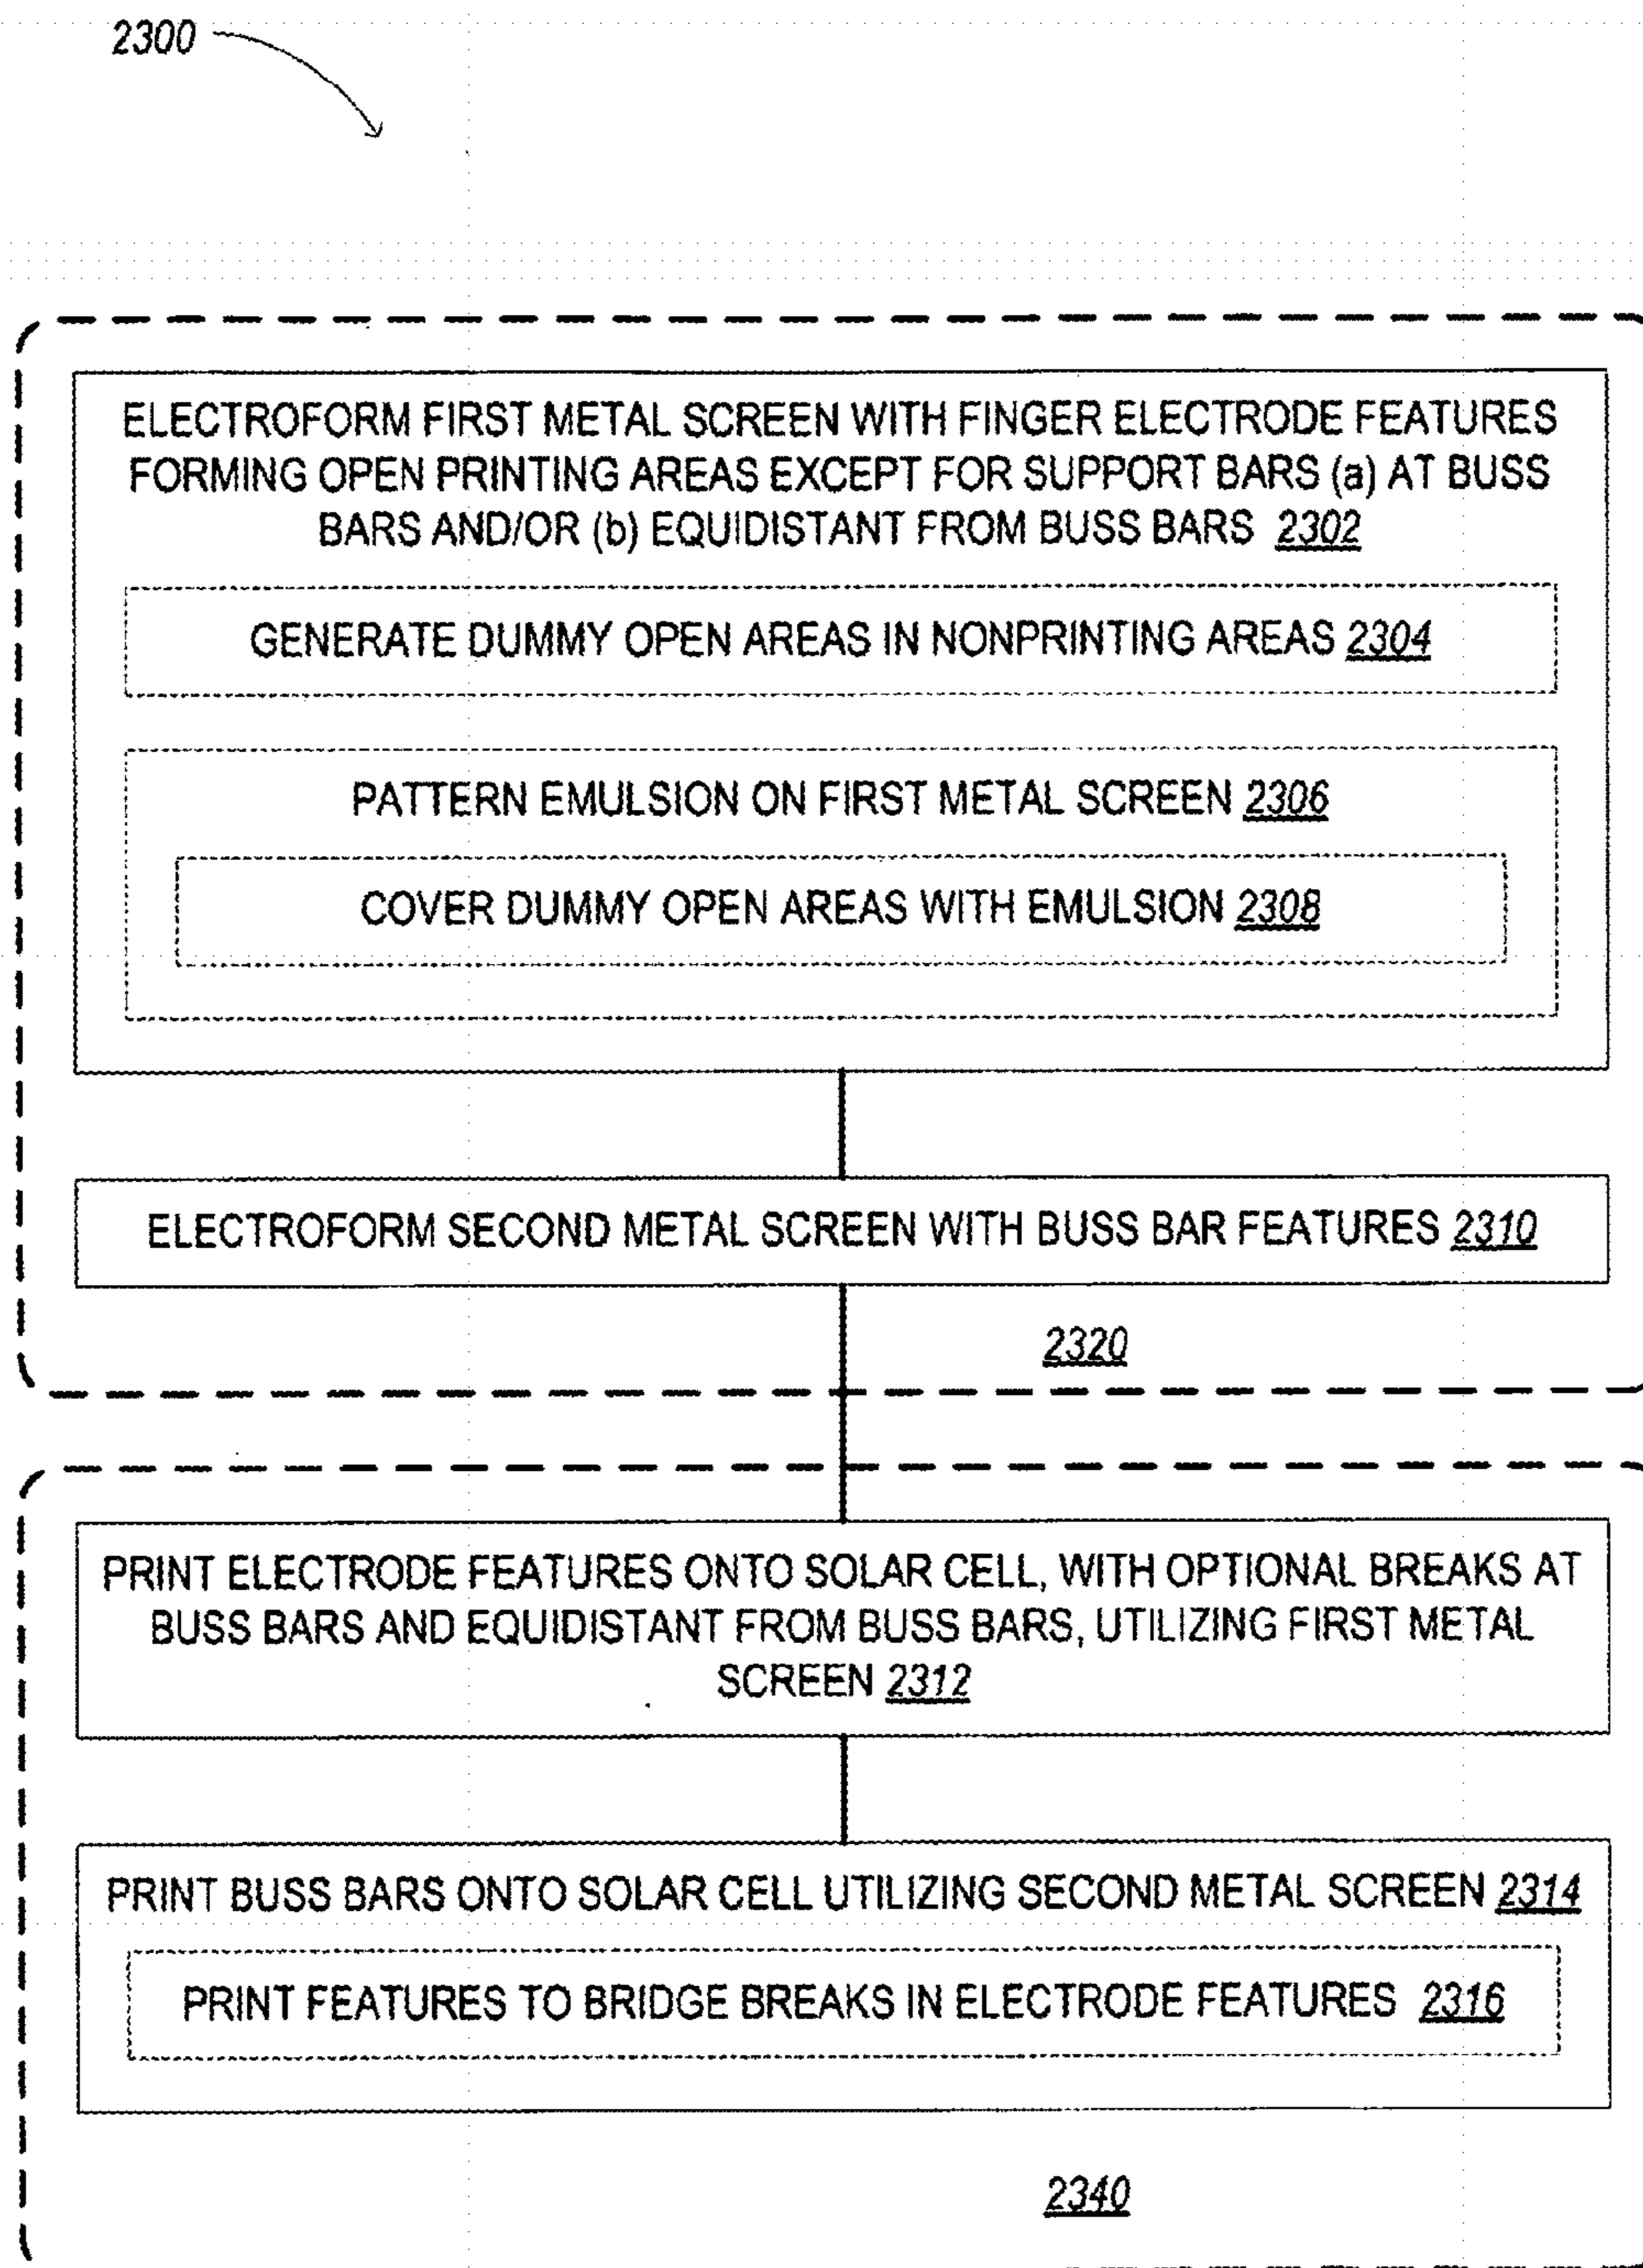 2300
ELECTROFORM FIRST METAL SCREEN WITH FINGER ELECTRODE FEATURES
FORMING OPEN PRINTING AREAS EXCEPT FOR SUPPORT BARS (a) AT BUSS
BARS AND/OR (b) EQUIDISTANT FROM BUSS BARS 2302
GENERATE DUMMY OPEN AREAS IN NONPRINTING AREAS 2304
PATTERN EMULSION ON FIRST METAL SCREEN 2306
COVER DUMMY OPEN AREAS WITH EMULSION 2308
ELECTROFORM SECOND METAL SCREEN WITH BUSS BAR FEATURES 2310
2320
PRINT ELECTRODE FEATURES ONTO SOLAR CELL, WITH OPTIONAL BREAKS AT
BUSS BARS AND EQUIDISTANT FROM BUSS BARS, UTILIZING FIRST METAL
SCREEN 2312
PRINT BUSS BARS ONTO SOLAR CELL UTILIZING SECOND METAL SCREEN 2314
PRINT FEATURES TO BRIDGE BREAKS IN ELECTRODE FEATURES 2316
2340